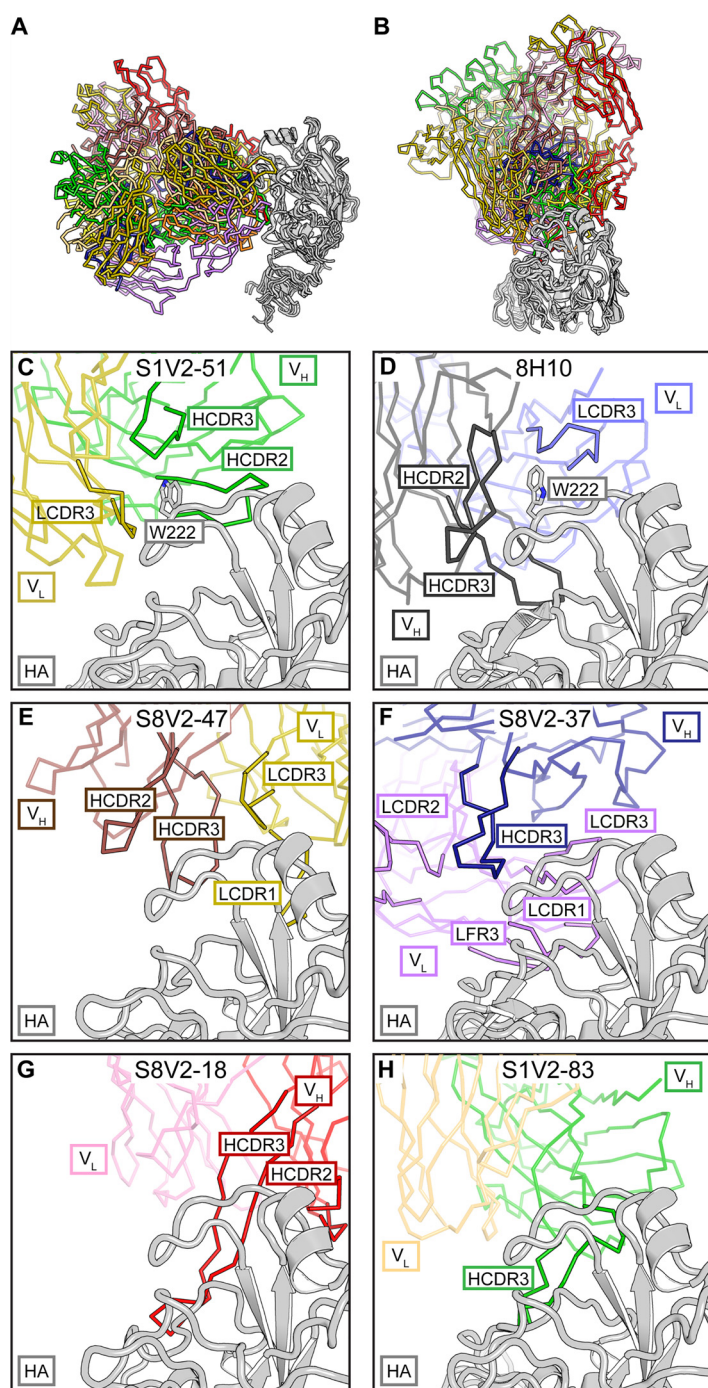 A
B
C
S1V2-51
VH
HCDR3
HCDR2
LCDR3
W222
VL
HA
D
8H10
VL
LCDR3
HCDR2
W222
HCDR3
VH
HA
E
S8V2-47
VL
LCDR3
VH
HCDR2
HCDR3
LCDR1
HA
F
S8V2-37
VH
LCDR2
HCDR3
LCDR3
LCDR1
LFR3
VL
HA
G
S8V2-18
VH
HCDR3
VL
HCDR2
HA
H
S1V2-83
VH
VL
HCDR3
HA